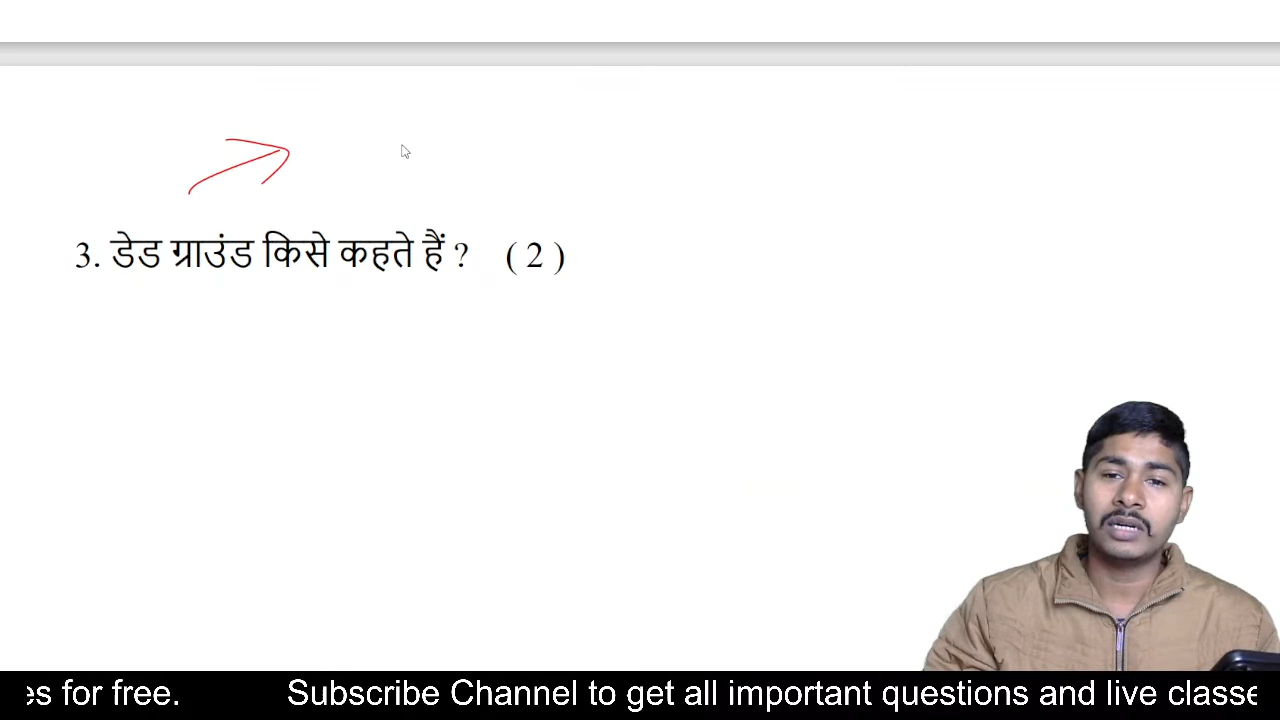 3. डेड ग्राउंड किसे कहते हैं ? ( 2 )
es for free. Subscribe Channel to get all important questions and live classe